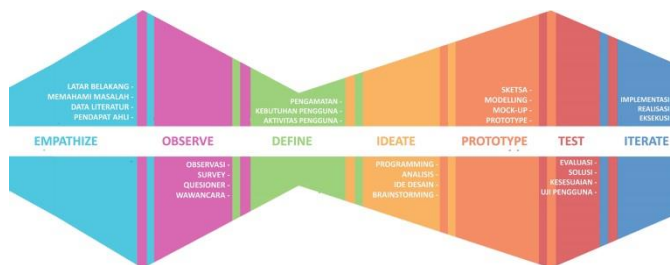 LATAR BELAKANG -
MEMAHAMI MASALAH -
DATA LITERATUR -
PENDAPAT AHLI -
PENGAMATAN -
KEBUTUHAN PENGGUNA -
AKTIVITAS PENGGUNA -
SKETSA -
MODELLING -
MOCK-UP -
PROTOTYPE -
IMPLEMENTASI
REALISASI
EKSEKUSI
EMPATHIZE
OBSERVE
DEFINE
IDEATE
PROTOTYPE
TEST
ITERATE
OBSERVASI -
SURVEY -
QUESIONER -
WAWANCARA -
PROGRAMMING -
ANALISIS -
IDE DESAIN -
BRAINSTORMING -
EVALUASI -
SOLUSI -
KESESUAIAN -
UJI PENGGUNA -